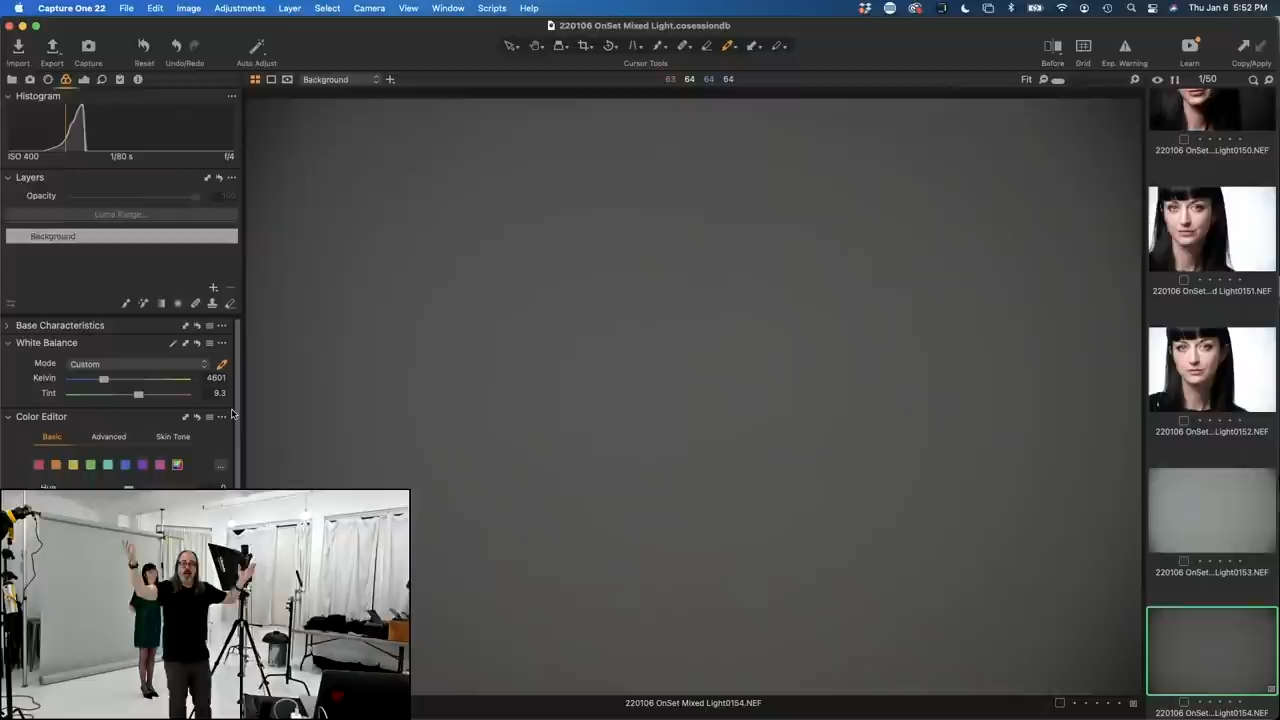 Capture One 22 File Edit Image Adjustments Layer Select Camera View Window Scripts Help Thu Jan 6 5:52 PM
220106 OnSet Mixed Light.cosessiondb
Import Export Capture Reset Undo/Redo Auto Adjust Cursor Tools Before Grid Exp. Warning Learn Copy/Apply
Background 63 64 64 64 Fit 1/50
Histogram
ISO 400 1/80 s f/4
Layers
Opacity 100
Luma Range...
Background
Base Characteristics
White Balance
Mode Custom
Kelvin 4601
Tint 9.3
Color Editor
Basic Advanced Skin Tone
Hue 0
220106 OnSet Mixed Light0154.NEF
220106 OnSet...Light0150.NEF
220106 OnSet...d Light0151.NEF
220106 OnSet...Light0152.NEF
220106 OnSet...Light0153.NEF
220106 OnSet...Light0154.NEF